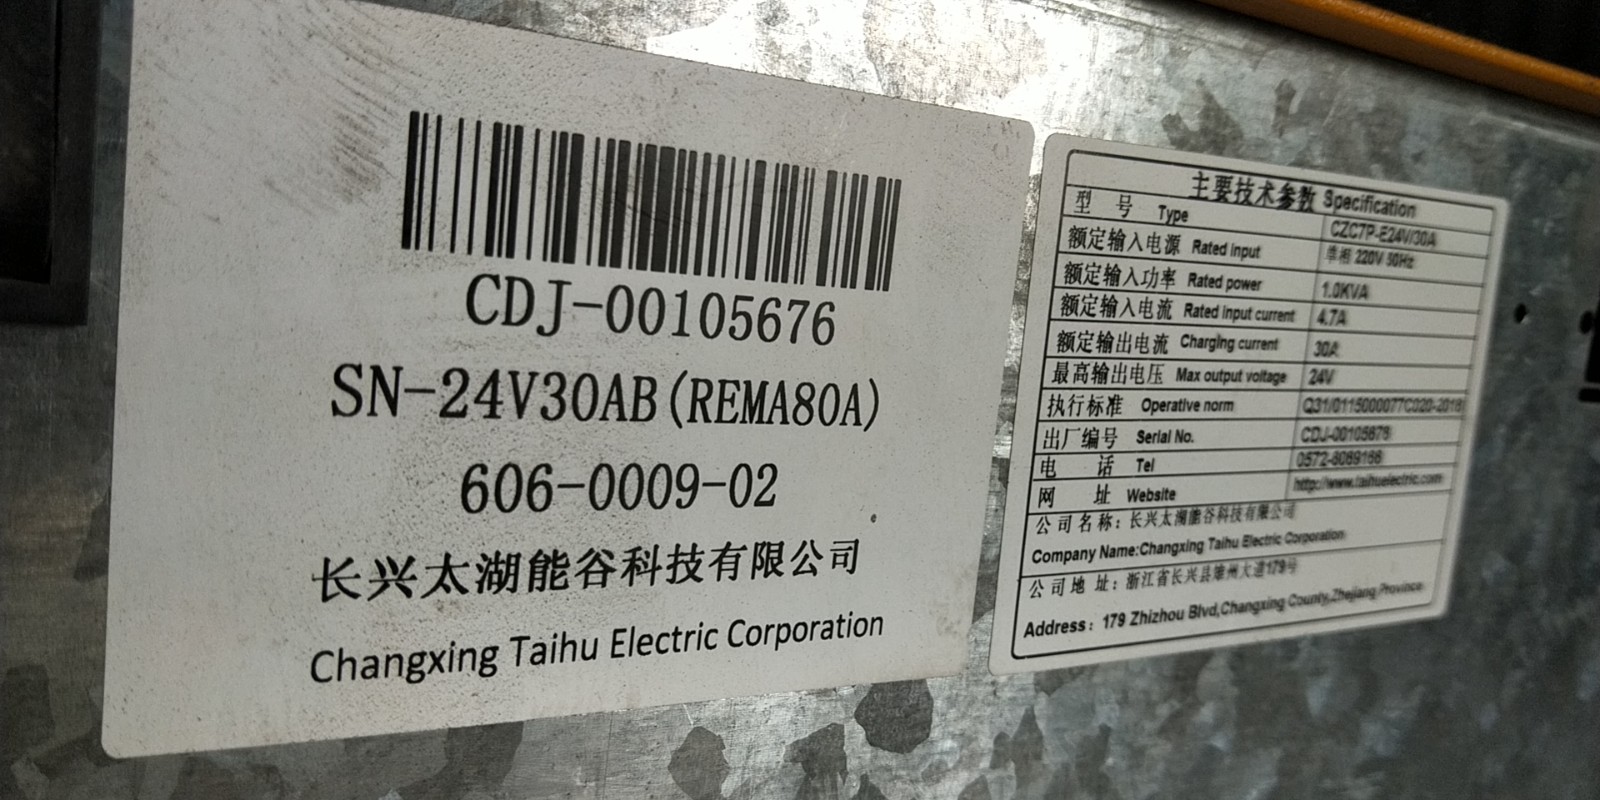 CDJ-00105676
SN-24V30AB(REMA80A)
606-0009-02
长兴太湖能谷科技有限公司
Changxing Taihu Electric Corporation
主要技术参数 Specification
型 号 Type CZC7P-E24V/30A
额定输入电源 Rated input 单相 220V 50Hz
额定输入功率 Rated power 1.0KVA
额定输入电流 Rated input current 4.7A
额定输出电流 Charging current 30A
最高输出电压 Max output voltage 24V
执行标准 Operative norm Q31/0115000077C020-2018
出厂编号 Serial No. CDJ-00105676
电 话 Tel 0572-6089166
网 址 Website http://www.taihuelectric.com
公司名称：长兴太湖能谷科技有限公司
Company Name:Changxing Taihu Electric Corporation
公司地 址：浙江省长兴县雉州大道179号
Address：179 Zhizhou Blvd,Changxing County,Zhejiang Province